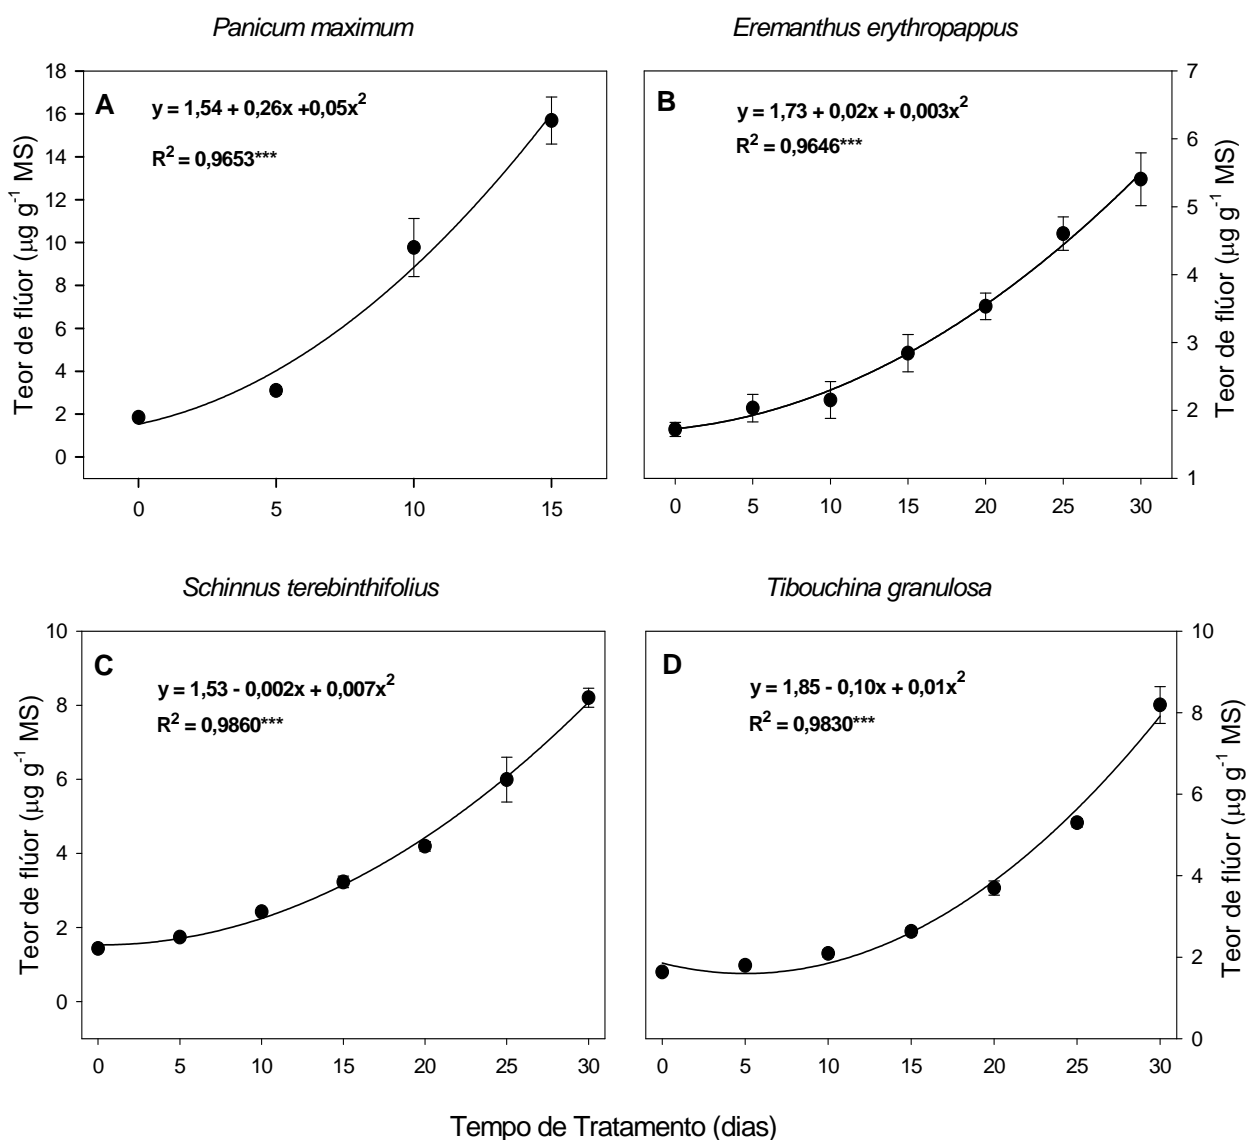 Panicum maximum
Eremanthus erythropappus
A
y = 1,54 + 0,26x +0,05x²
R² = 0,9653***
Teor de flúor (µg g⁻¹ MS)
18
16
14
12
10
8
6
4
2
0
0 5 10 15
B
y = 1,73 + 0,02x + 0,003x²
R² = 0,9646***
7
6
5
4
3
2
1
Teor de flúor (µg g⁻¹ MS)
0 5 10 15 20 25 30
Schinnus terebinthifolius
Tibouchina granulosa
C
y = 1,53 - 0,002x + 0,007x²
R² = 0,9860***
Teor de flúor (µg g⁻¹ MS)
10
8
6
4
2
0
0 5 10 15 20 25 30
D
y = 1,85 - 0,10x + 0,01x²
R² = 0,9830***
10
8
6
4
2
0
Teor de flúor (µg g⁻¹ MS)
0 5 10 15 20 25 30
Tempo de Tratamento (dias)